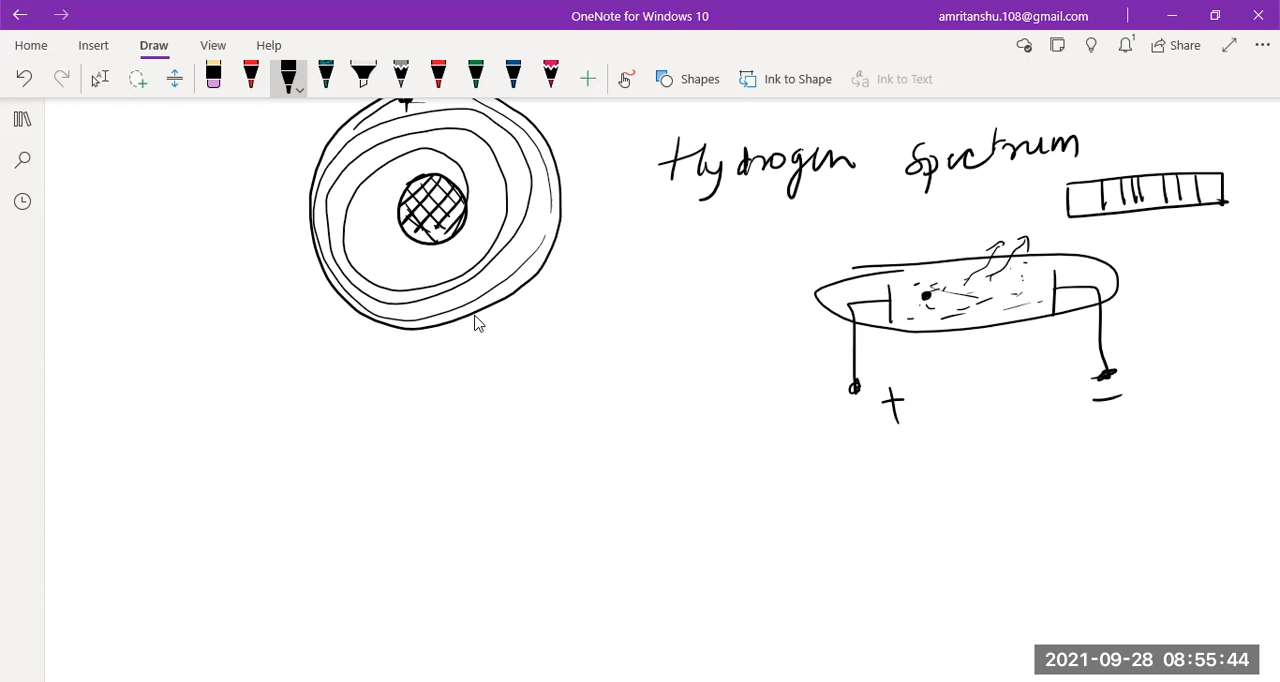 OneNote for Windows 10
amritanshu.108@gmail.com
Home Insert Draw View Help
Share
Shapes Ink to Shape Ink to Text
Hydrogen spectrum
+ −
2021-09-28 08:55:44